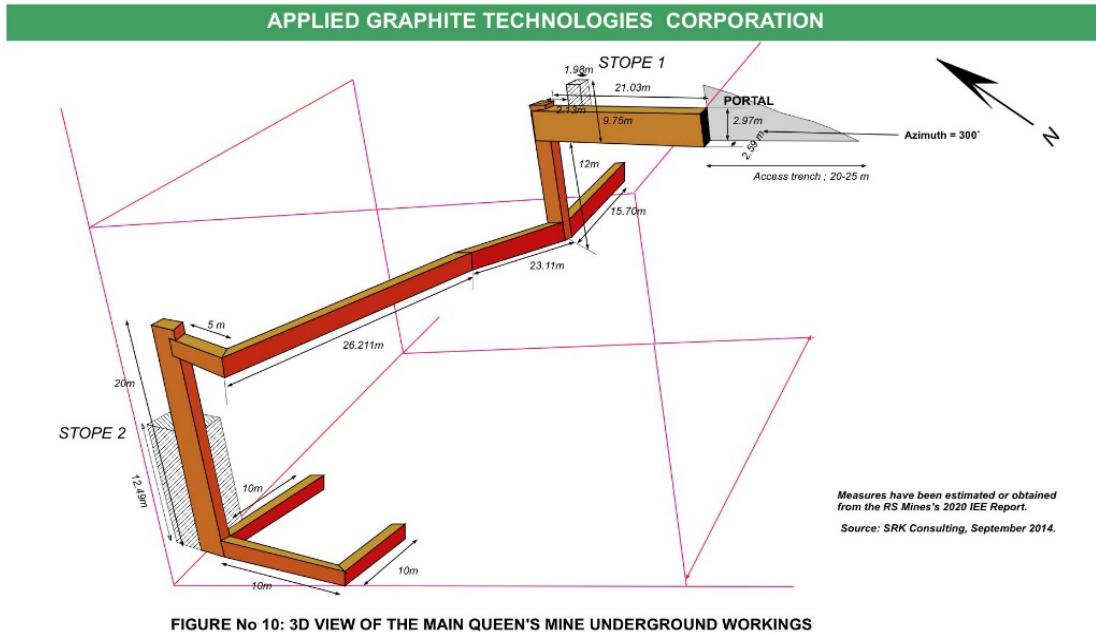 APPLIED GRAPHITE TECHNOLOGIES CORPORATION
STOPE 1
1.98m
21.03m
PORTAL
2.13m
9.75m
2.97m
Azimuth = 300°
N
2.59 m
12m
Access trench ; 20-25 m
15.70m
23.11m
5 m
26.211m
20m
STOPE 2
12.49m
10m
10m
10m
Measures have been estimated or obtained
from the RS Mines's 2020 IEE Report.
Source: SRK Consulting, September 2014.
FIGURE No 10: 3D VIEW OF THE MAIN QUEEN'S MINE UNDERGROUND WORKINGS